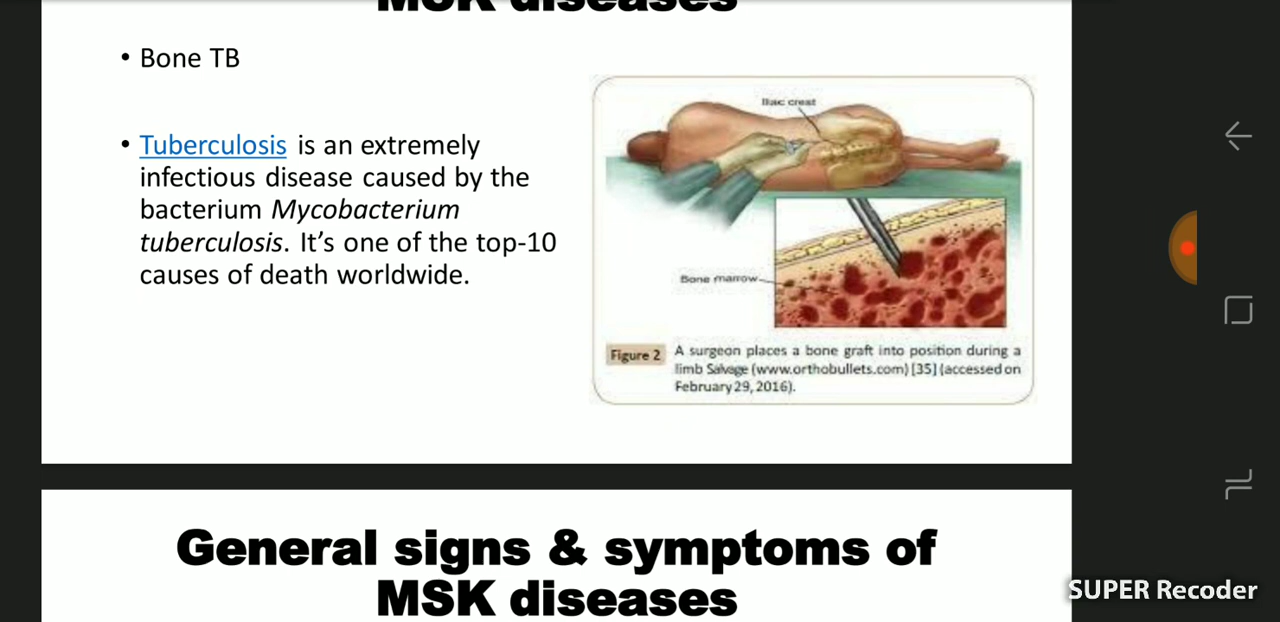 MSK diseases
• Bone TB
• Tuberculosis is an extremely
infectious disease caused by the
bacterium Mycobacterium
tuberculosis. It’s one of the top-10
causes of death worldwide.
Iliac crest
Bone marrow
Figure 2 A surgeon places a bone graft into position during a
limb Salvage (www.orthobullets.com) [35] (accessed on
February 29, 2016).
General signs & symptoms of
MSK diseases
SUPER Recoder